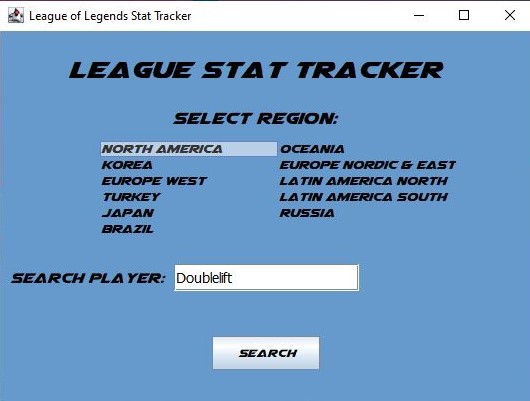 League of Legends Stat Tracker
LEAGUE STAT TRACKER
SELECT REGION:
NORTH AMERICA
KOREA
EUROPE WEST
TURKEY
JAPAN
BRAZIL
OCEANIA
EUROPE NORDIC & EAST
LATIN AMERICA NORTH
LATIN AMERICA SOUTH
RUSSIA
SEARCH PLAYER: Doublelift
SEARCH